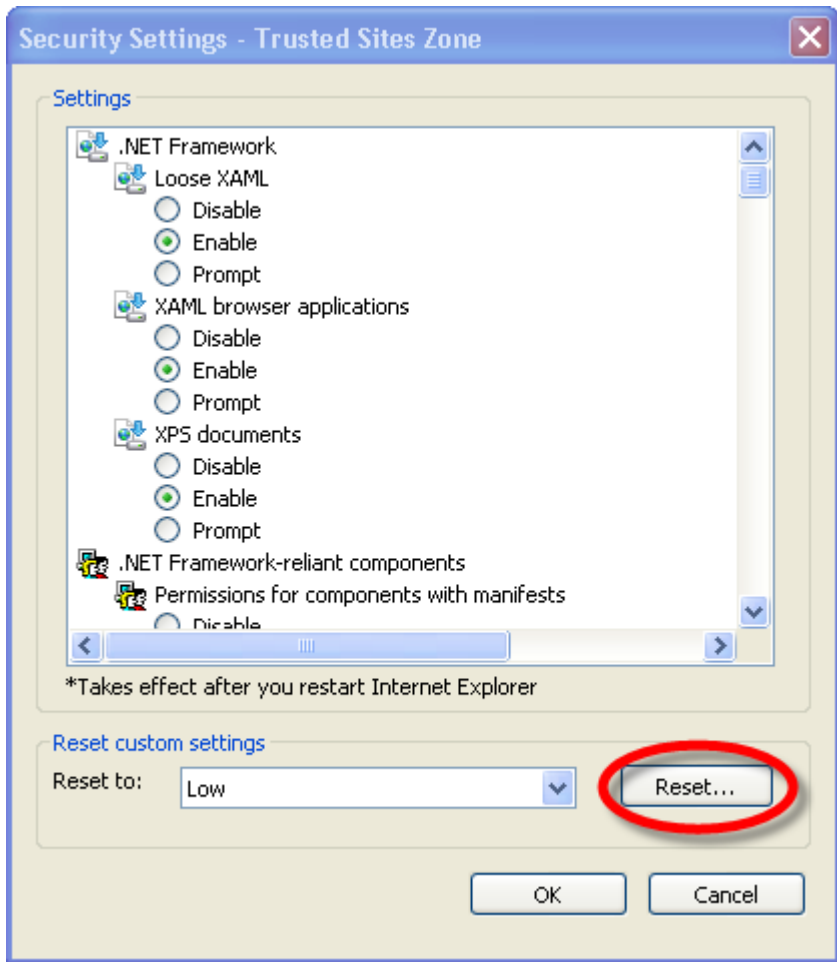 Security Settings - Trusted Sites Zone
Settings
.NET Framework
Loose XAML
Disable
Enable
Prompt
XAML browser applications
Disable
Enable
Prompt
XPS documents
Disable
Enable
Prompt
.NET Framework-reliant components
Permissions for components with manifests
Disable
*Takes effect after you restart Internet Explorer
Reset custom settings
Reset to: Low Reset...
OK Cancel